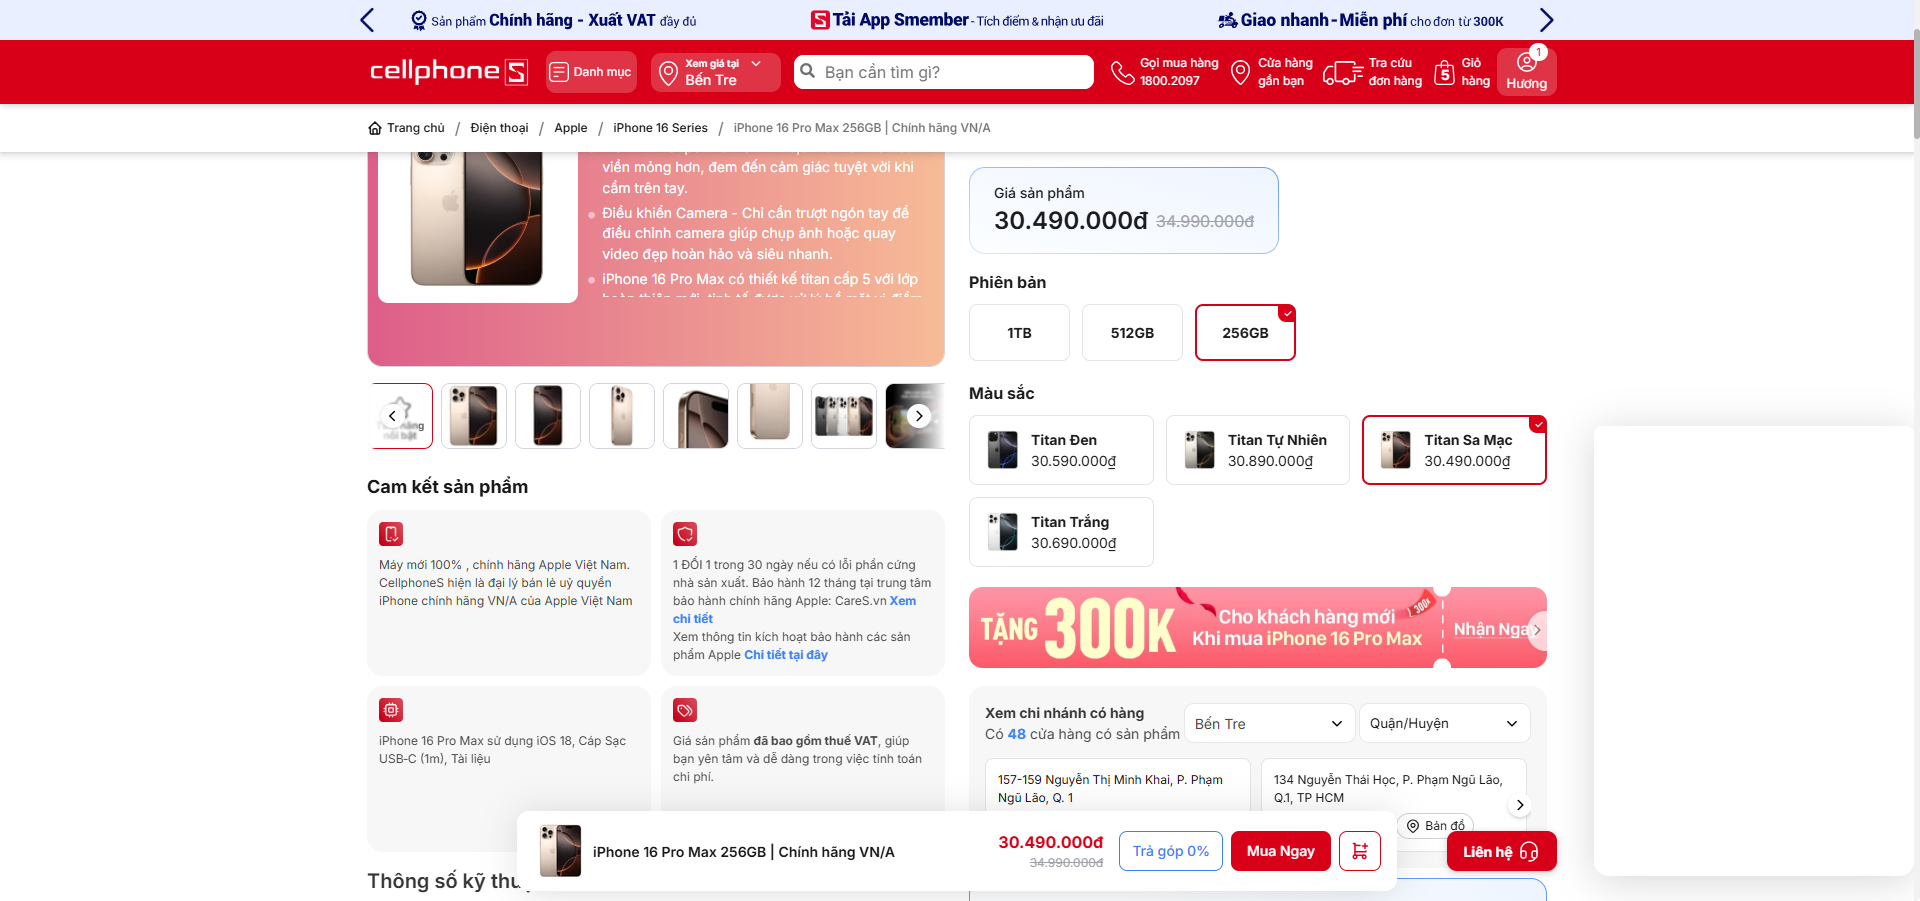 Sản phẩm Chính hãng - Xuất VAT đầy đủ
Tải App Smember - Tích điểm & nhận ưu đãi
Giao nhanh - Miễn phí cho đơn từ 300K
cellphoneS
Danh mục
Xem giá tại
Bến Tre
Bạn cần tìm gì?
Gọi mua hàng
1800.2097
Cửa hàng
gần bạn
Tra cứu
đơn hàng
5
Giỏ
hàng
1
Hương
Trang chủ / Điện thoại / Apple / iPhone 16 Series / iPhone 16 Pro Max 256GB | Chính hãng VN/A
viền mỏng hơn, đem đến cảm giác tuyệt vời khi
cầm trên tay.
Điều khiển Camera - Chỉ cần trượt ngón tay để
điều chỉnh camera giúp chụp ảnh hoặc quay
video đẹp hoàn hảo và siêu nhanh.
iPhone 16 Pro Max có thiết kế titan cấp 5 với lớp
nổi bật
Cam kết sản phẩm
Máy mới 100% , chính hãng Apple Việt Nam.
CellphoneS hiện là đại lý bán lẻ uỷ quyền
iPhone chính hãng VN/A của Apple Việt Nam
1 ĐỔI 1 trong 30 ngày nếu có lỗi phần cứng
nhà sản xuất. Bảo hành 12 tháng tại trung tâm
bảo hành chính hãng Apple: CareS.vn Xem
chi tiết
Xem thông tin kích hoạt bảo hành các sản
phẩm Apple Chi tiết tại đây
iPhone 16 Pro Max sử dụng iOS 18, Cáp Sạc
USB-C (1m), Tài liệu
Giá sản phẩm đã bao gồm thuế VAT, giúp
bạn yên tâm và dễ dàng trong việc tính toán
chi phí.
Thông số kỹ thu
Giá sản phẩm
30.490.000đ 34.990.000đ
Phiên bản
1TB
512GB
256GB
Màu sắc
Titan Đen
30.590.000₫
Titan Tự Nhiên
30.890.000₫
Titan Sa Mạc
30.490.000₫
Titan Trắng
30.690.000₫
TẶNG 300K
Cho khách hàng mới
Khi mua iPhone 16 Pro Max
300K
Nhận Ngay
Xem chi nhánh có hàng
Có 48 cửa hàng có sản phẩm
Bến Tre
Quận/Huyện
157-159 Nguyễn Thị Minh Khai, P. Phạm
Ngũ Lão, Q. 1
134 Nguyễn Thái Học, P. Phạm Ngũ Lão,
Q.1, TP HCM
Bản đồ
iPhone 16 Pro Max 256GB | Chính hãng VN/A
30.490.000đ
34.990.000đ
Trả góp 0%
Mua Ngay
Liên hệ